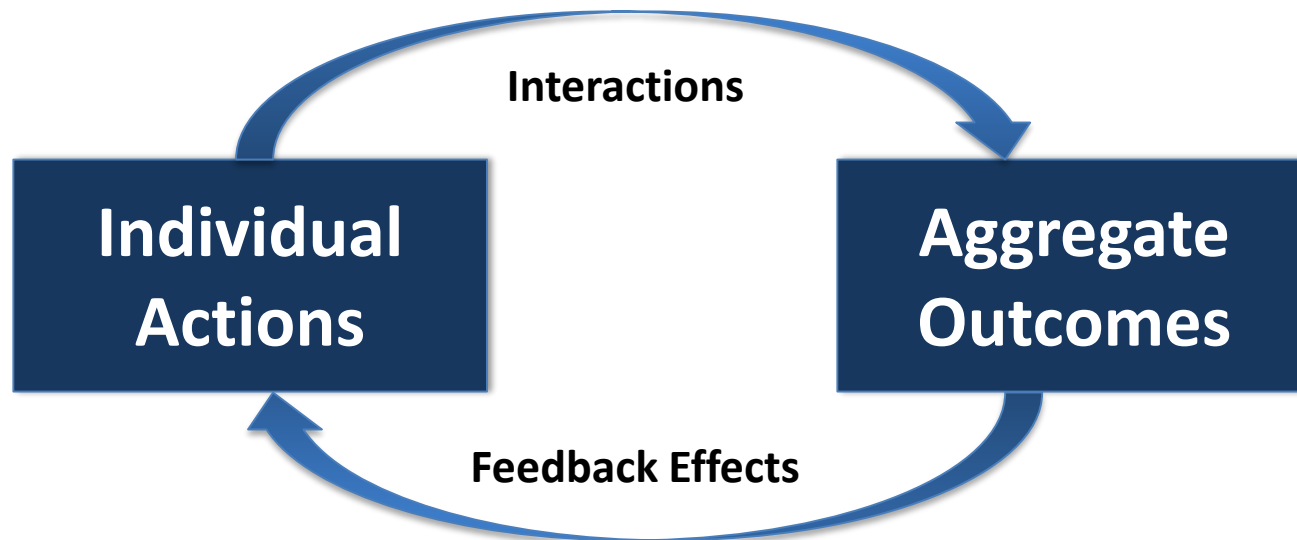 Interactions
Individual
Actions
Aggregate
Outcomes
Feedback Effects